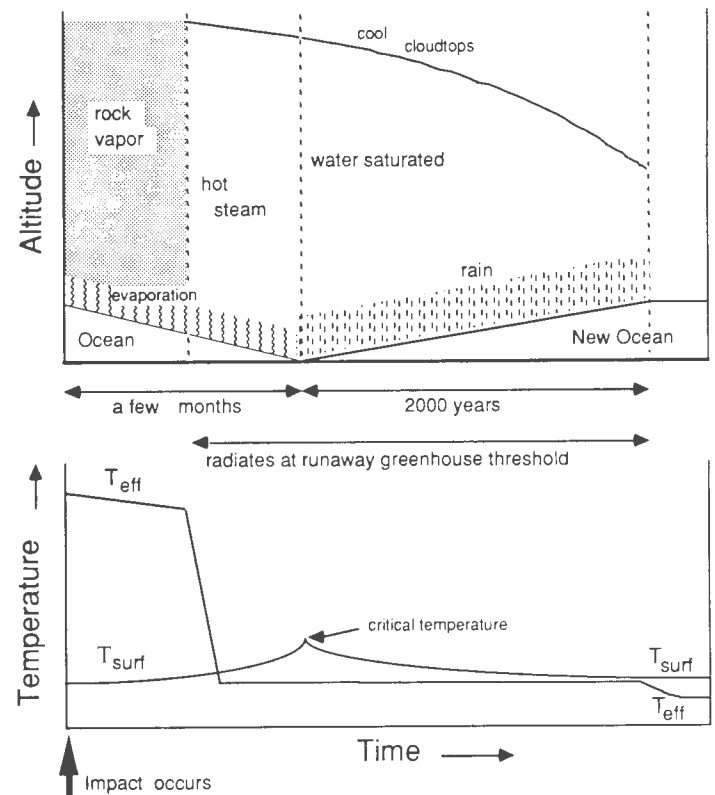 cool
cloudtops
rock
vapor
water saturated
hot
steam
Altitude
rain
evaporation
Ocean
New Ocean
a few months
2000 years
radiates at runaway greenhouse threshold
Teff
critical temperature
Temperature
Tsurf
Tsurf
Teff
Time
Impact occurs